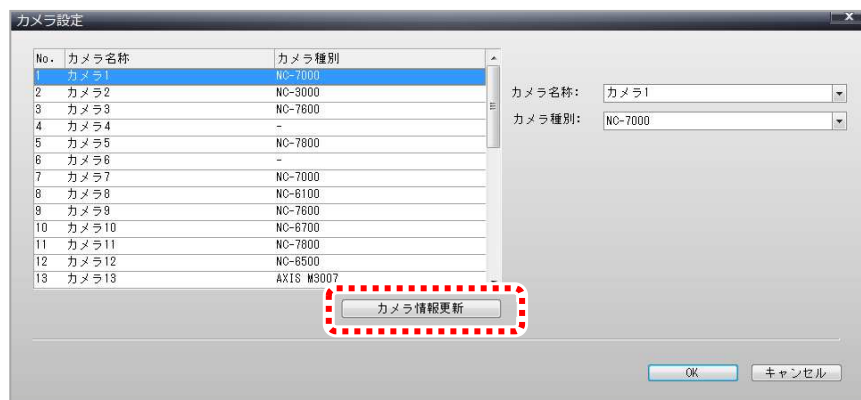 カメラ設定
No. カメラ名称 カメラ種別
1 カメラ1 NC-7000
2 カメラ2 NC-3000
3 カメラ3 NC-7600
4 カメラ4 -
5 カメラ5 NC-7800
6 カメラ6 -
7 カメラ7 NC-7000
8 カメラ8 NC-6100
9 カメラ9 NC-7600
10 カメラ10 NC-6700
11 カメラ11 NC-7800
12 カメラ12 NC-6500
13 カメラ13 AXIS M3007
カメラ名称: カメラ1
カメラ種別: NC-7000
カメラ情報更新
OK キャンセル